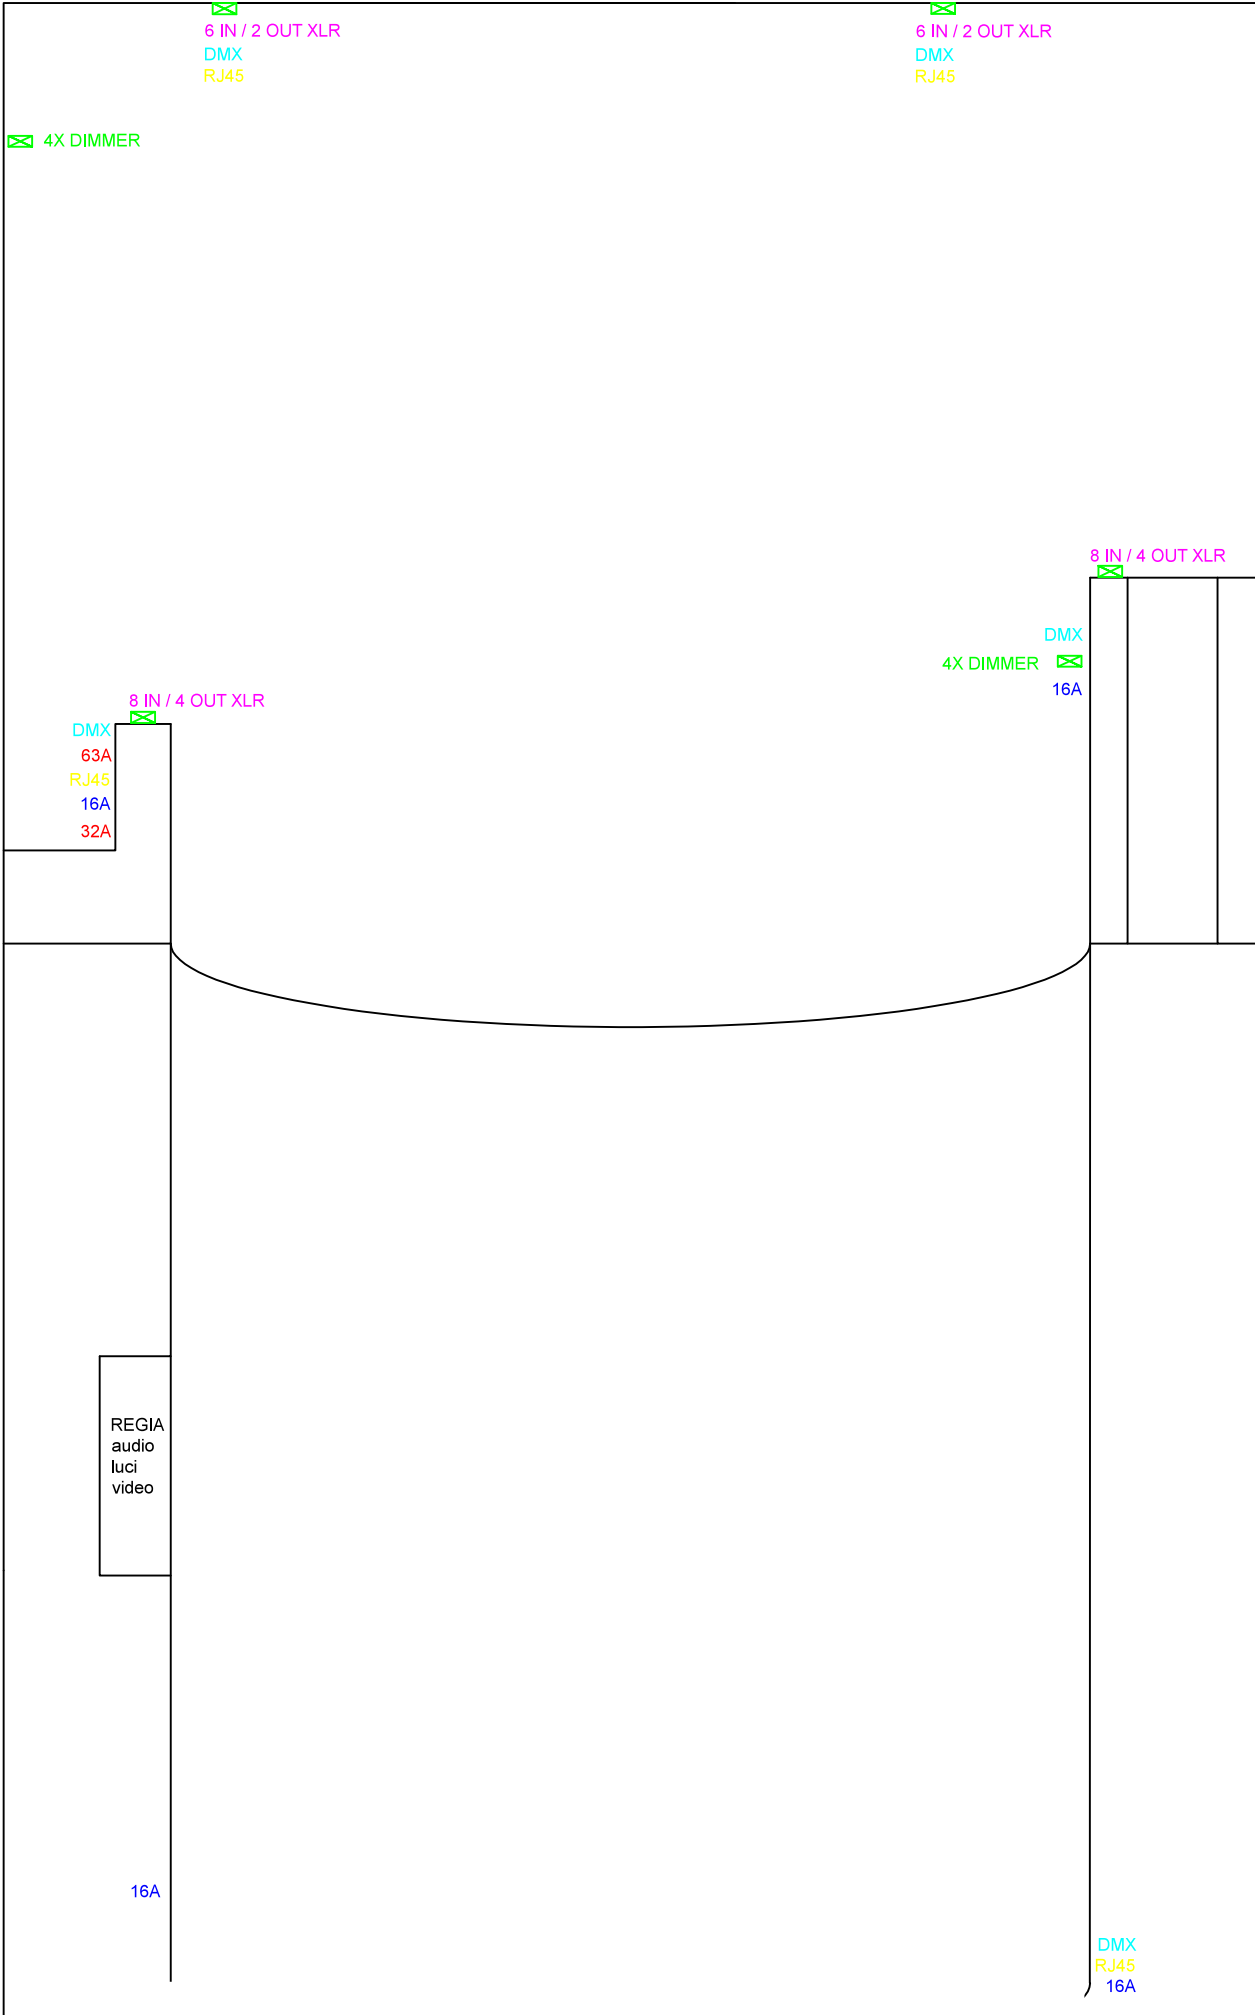 6 IN / 2 OUT XLR
DMX
RJ45
6 IN / 2 OUT XLR
DMX
RJ45
4X DIMMER
8 IN / 4 OUT XLR
DMX
4X DIMMER
16A
8 IN / 4 OUT XLR
DMX
63A
RJ45
16A
32A
REGIA
audio
luci
video
16A
DMX
RJ45
16A